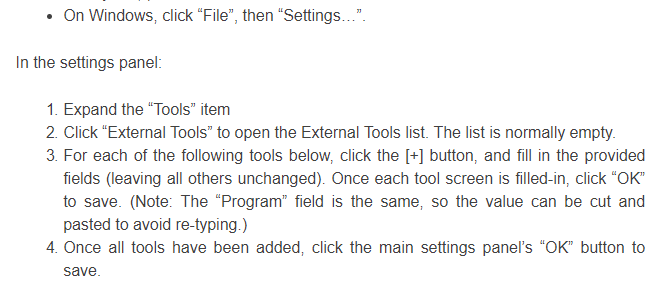 • On Windows, click “File”, then “Settings…”.
In the settings panel:
1. Expand the “Tools” item
2. Click “External Tools” to open the External Tools list. The list is normally empty.
3. For each of the following tools below, click the [+] button, and fill in the provided
fields (leaving all others unchanged). Once each tool screen is filled-in, click “OK”
to save. (Note: The “Program” field is the same, so the value can be cut and
pasted to avoid re-typing.)
4. Once all tools have been added, click the main settings panel’s “OK” button to
save.